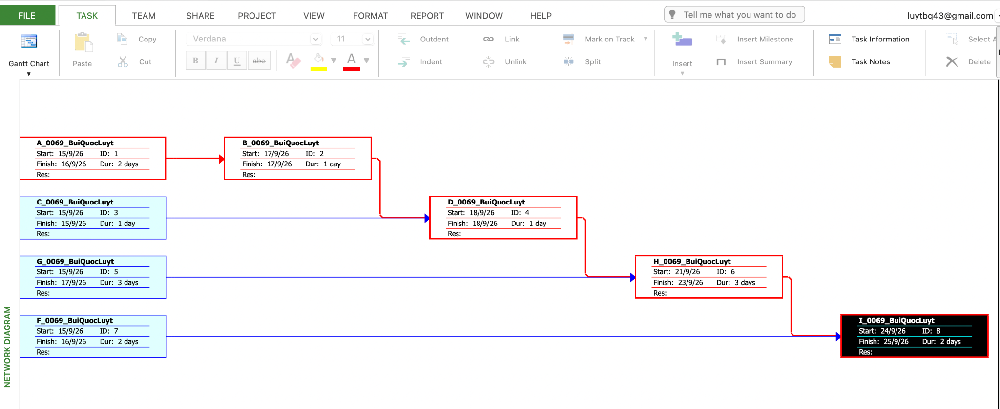 FILE TASK TEAM SHARE PROJECT VIEW FORMAT REPORT WINDOW HELP Tell me what you want to do luytbq43@gmail.com
Gantt Chart
Paste
Copy
Cut
Verdana 11
B I U abc A A
Outdent
Indent
Link
Unlink
Mark on Track
Split
Insert
Insert Milestone
Insert Summary
Task Information
Task Notes
Select A
Delete
A_0069_BuiQuocLuyt
Start: 15/9/26 ID: 1
Finish: 16/9/26 Dur: 2 days
Res:
B_0069_BuiQuocLuyt
Start: 17/9/26 ID: 2
Finish: 17/9/26 Dur: 1 day
Res:
C_0069_BuiQuocLuyt
Start: 15/9/26 ID: 3
Finish: 15/9/26 Dur: 1 day
Res:
D_0069_BuiQuocLuyt
Start: 18/9/26 ID: 4
Finish: 18/9/26 Dur: 1 day
Res:
G_0069_BuiQuocLuyt
Start: 15/9/26 ID: 5
Finish: 17/9/26 Dur: 3 days
Res:
H_0069_BuiQuocLuyt
Start: 21/9/26 ID: 6
Finish: 23/9/26 Dur: 3 days
Res:
F_0069_BuiQuocLuyt
Start: 15/9/26 ID: 7
Finish: 16/9/26 Dur: 2 days
Res:
I_0069_BuiQuocLuyt
Start: 24/9/26 ID: 8
Finish: 25/9/26 Dur: 2 days
Res:
NETWORK DIAGRAM